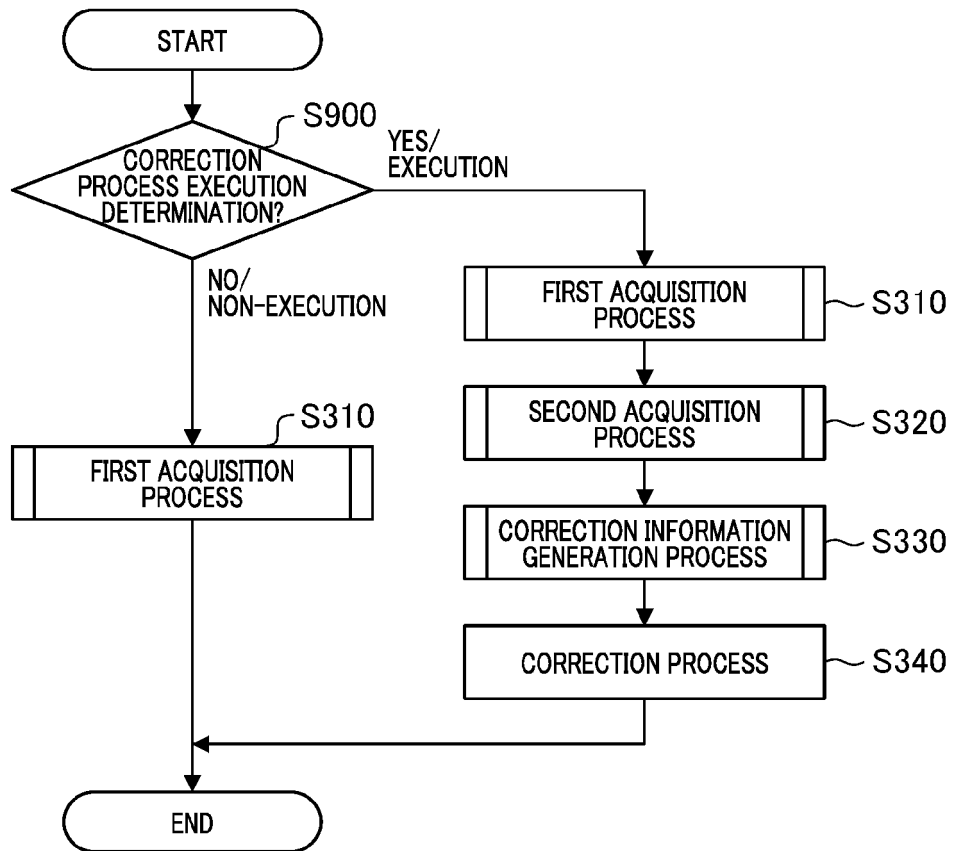 START
S900
CORRECTION
PROCESS EXECUTION
DETERMINATION?
YES/
EXECUTION
NO/
NON-EXECUTION
FIRST ACQUISITION
PROCESS
S310
SECOND ACQUISITION
PROCESS
S320
CORRECTION INFORMATION
GENERATION PROCESS
S330
CORRECTION PROCESS
S340
S310
FIRST ACQUISITION
PROCESS
END